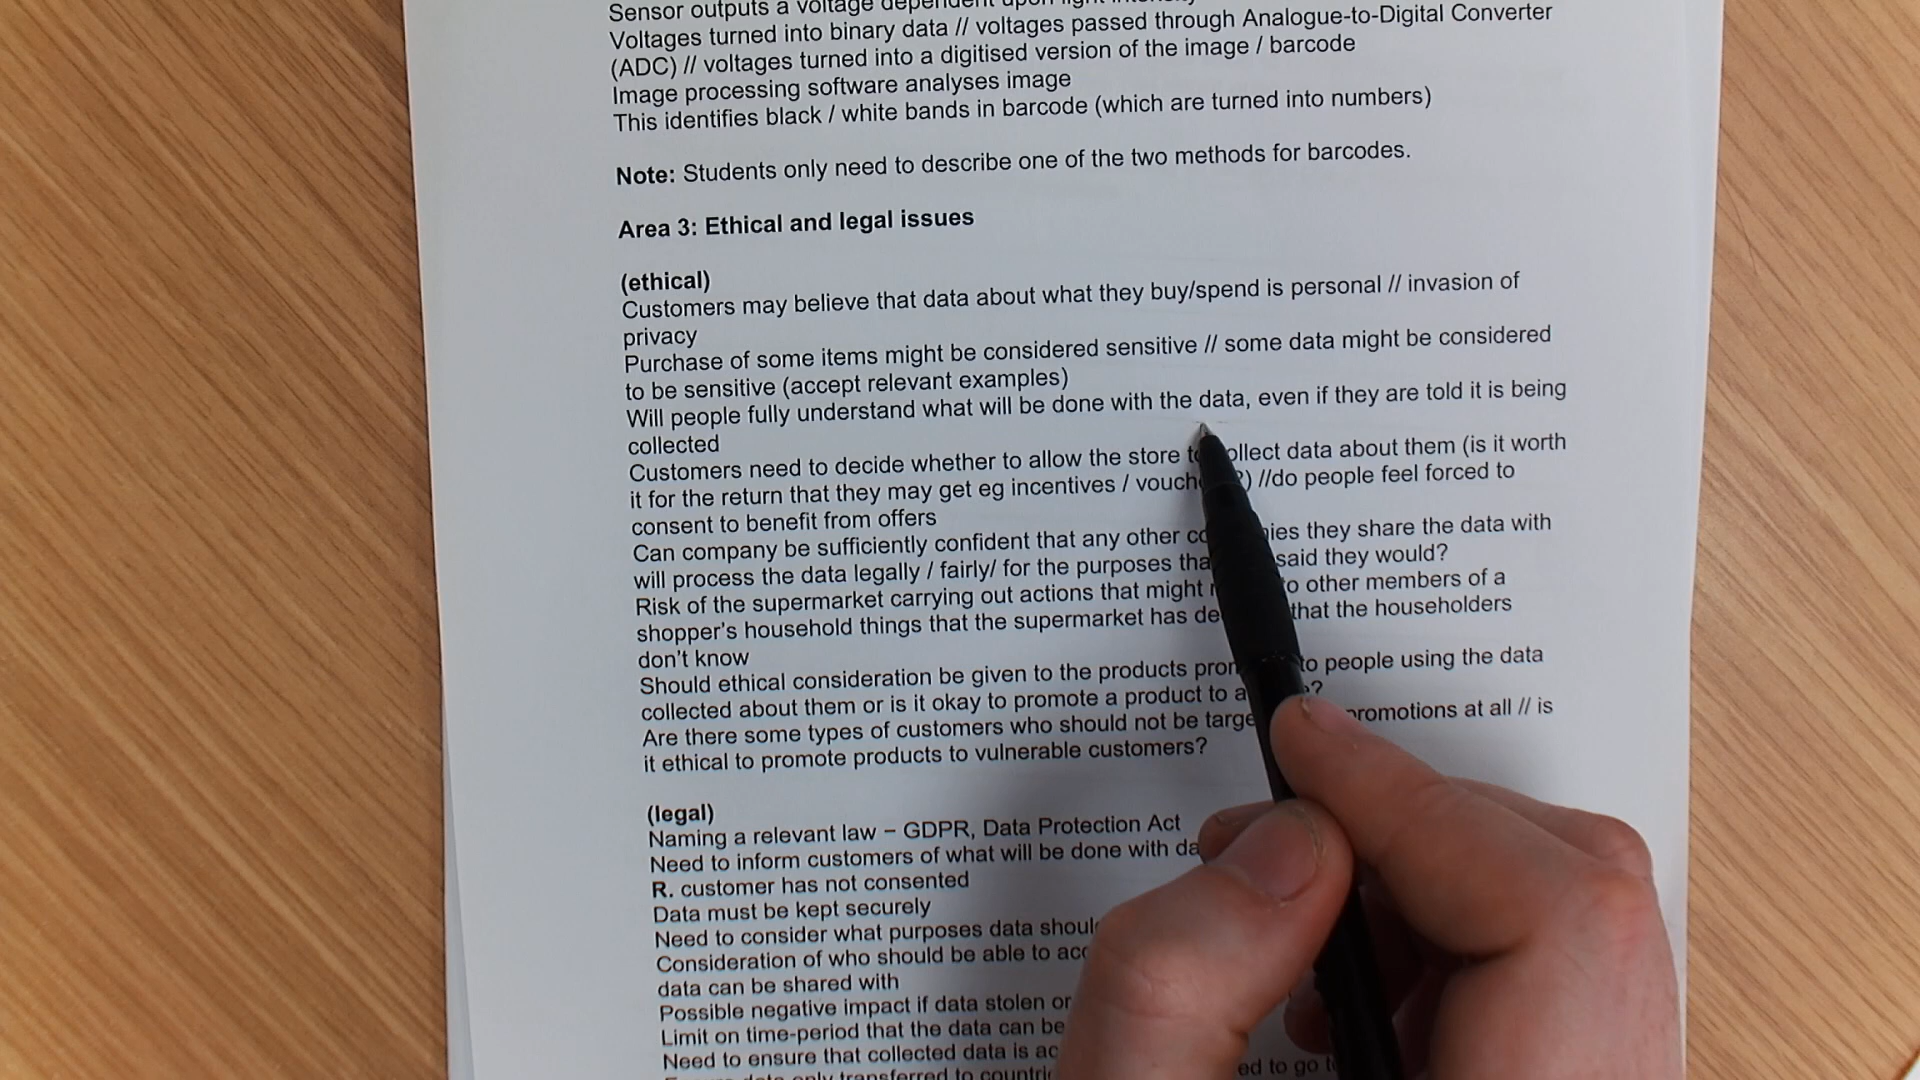 Sensor outputs a voltage dependent upon light
Voltages turned into binary data // voltages passed through Analogue-to-Digital Converter
(ADC) // voltages turned into a digitised version of the image / barcode
Image processing software analyses image
This identifies black / white bands in barcode (which are turned into numbers)
Note: Students only need to describe one of the two methods for barcodes.
Area 3: Ethical and legal issues
(ethical)
Customers may believe that data about what they buy/spend is personal // invasion of
privacy
Purchase of some items might be considered sensitive // some data might be considered
to be sensitive (accept relevant examples)
Will people fully understand what will be done with the data, even if they are told it is being
collected
Customers need to decide whether to allow the store to collect data about them (is it worth
it for the return that they may get eg incentives / //do people feel forced to
consent to benefit from offers
Can company be sufficiently confident that any other they share the data with
will process the data legally / fairly/ for the purposes said they would?
Risk of the supermarket carrying out actions that might to other members of a
shopper's household things that the supermarket has that the householders
don't know
Should ethical consideration be given to the products to people using the data
collected about them or is it okay to promote a product to
Are there some types of customers who should not be promotions at all // is
it ethical to promote products to vulnerable customers?
(legal)
Naming a relevant law – GDPR, Data Protection Act
Need to inform customers of what will be done with
R. customer has not consented
Data must be kept securely
Need to consider what purposes data
Consideration of who should be able to
data can be shared with
Possible negative impact if data stolen or
Limit on time-period that the data can be
Need to ensure that collected data is
data only transferred to to go